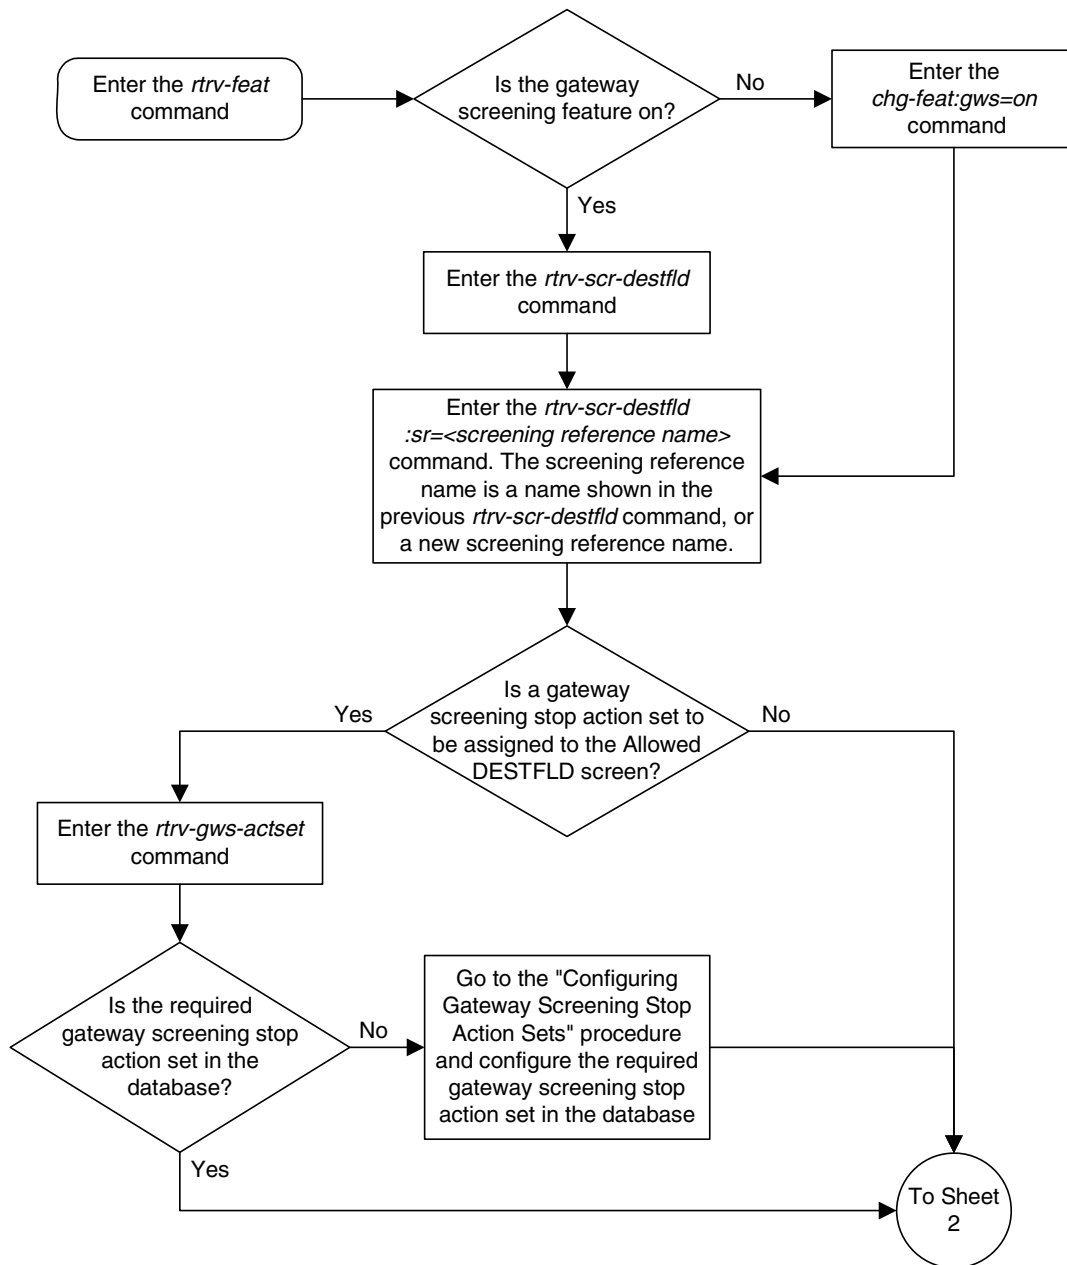 Enter the rtrv-feat
command
Is the gateway
screening feature on?
No
Enter the
chg-feat:gws=on
command
Yes
Enter the rtrv-scr-destfld
command
Enter the rtrv-scr-destfld
:sr=<screening reference name>
command. The screening reference
name is a name shown in the
previous rtrv-scr-destfld command, or
a new screening reference name.
Is a gateway
screening stop action set to
be assigned to the Allowed
DESTFLD screen?
Yes
No
Enter the rtrv-gws-actset
command
Is the required
gateway screening stop
action set in the
database?
No
Go to the "Configuring
Gateway Screening Stop
Action Sets" procedure
and configure the required
gateway screening stop
action set in the database
Yes
To Sheet
2